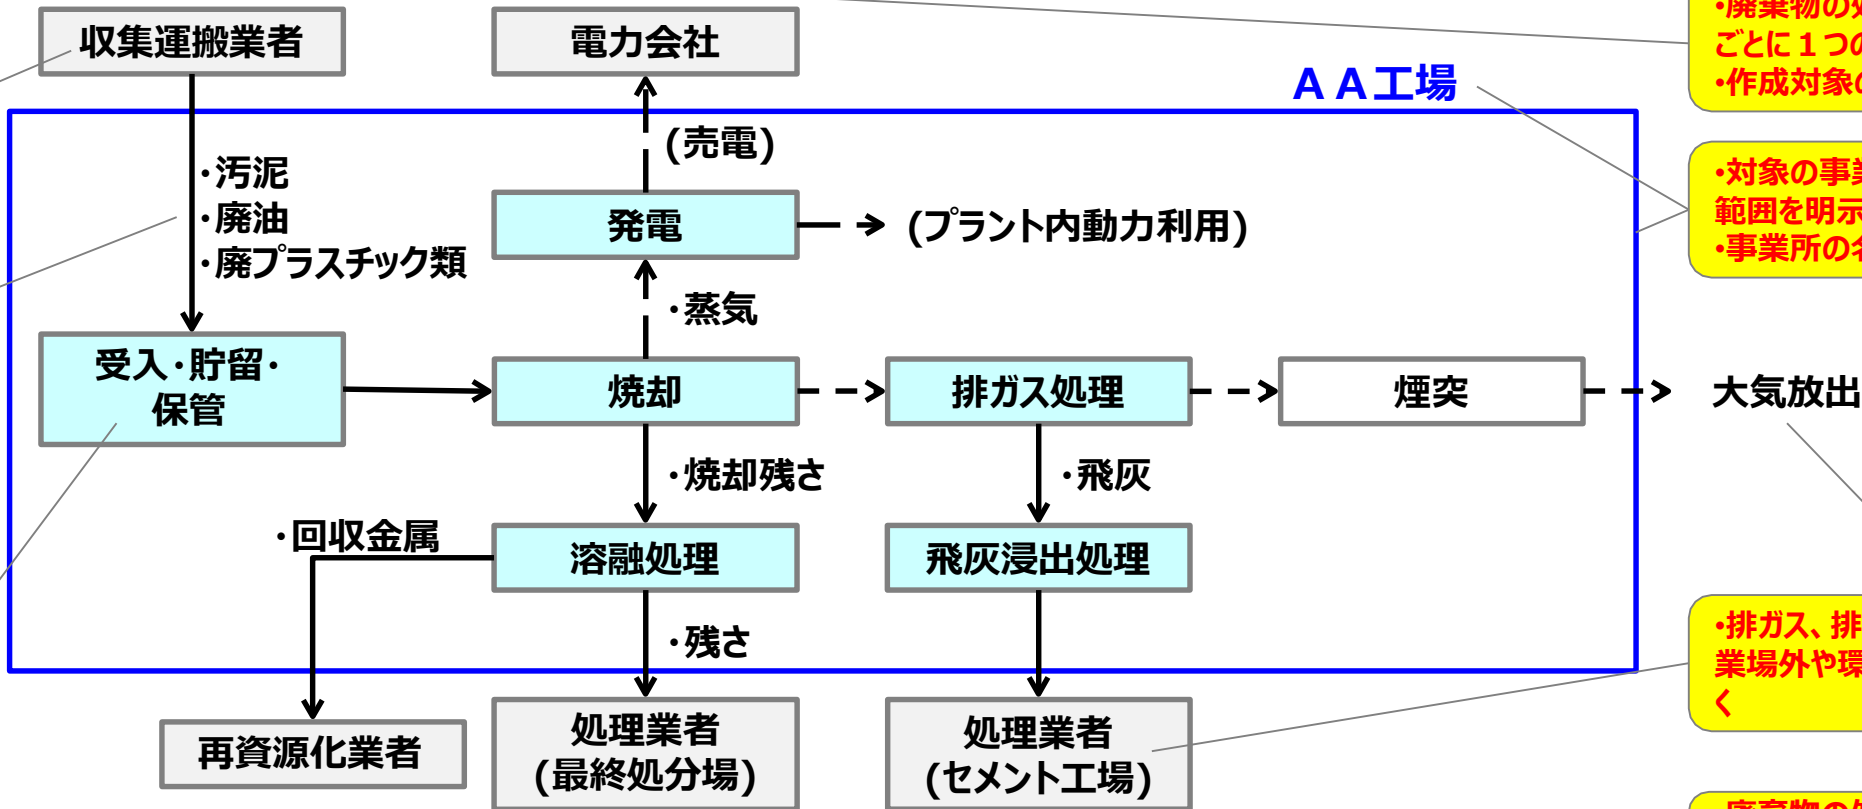 収集運搬業者
電力会社
・廃棄物の処
ごとに１つの
・作成対象の
ＡＡ工場
(売電)
・汚泥
・廃油
・廃プラスチック類
発電
(プラント内動力利用)
・対象の事業
範囲を明示
・事業所の名
・蒸気
受入・貯留・
保管
焼却
排ガス処理
煙突
大気放出
・焼却残さ
・飛灰
・回収金属
溶融処理
飛灰浸出処理
・残さ
・排ガス、排
業場外や環
く
再資源化業者
処理業者
(最終処分場)
処理業者
(セメント工場)